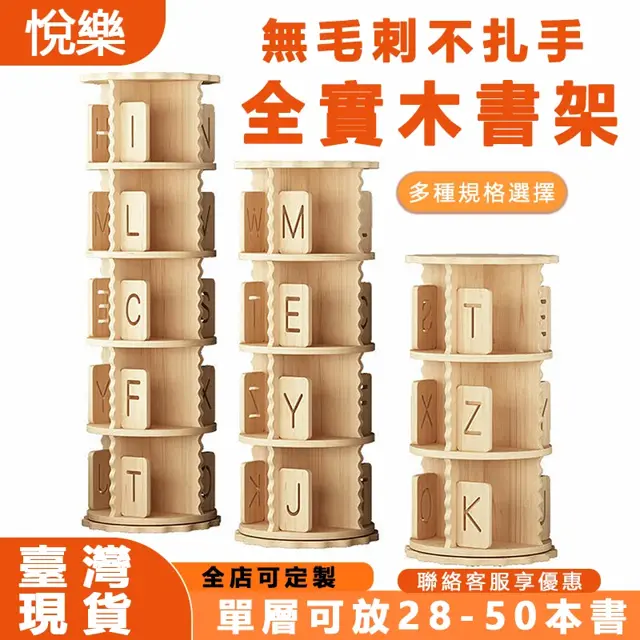 悅樂
無毛刺不扎手
全實木書架
多種規格選擇
H I N
M L V
E C S
Y F X
U T C
W M J
T E C
Z Y F
K J L
S T B
X Z V
O K J
臺灣
現貨
全店可定製
聯絡客服享優惠
單層可放28-50本書